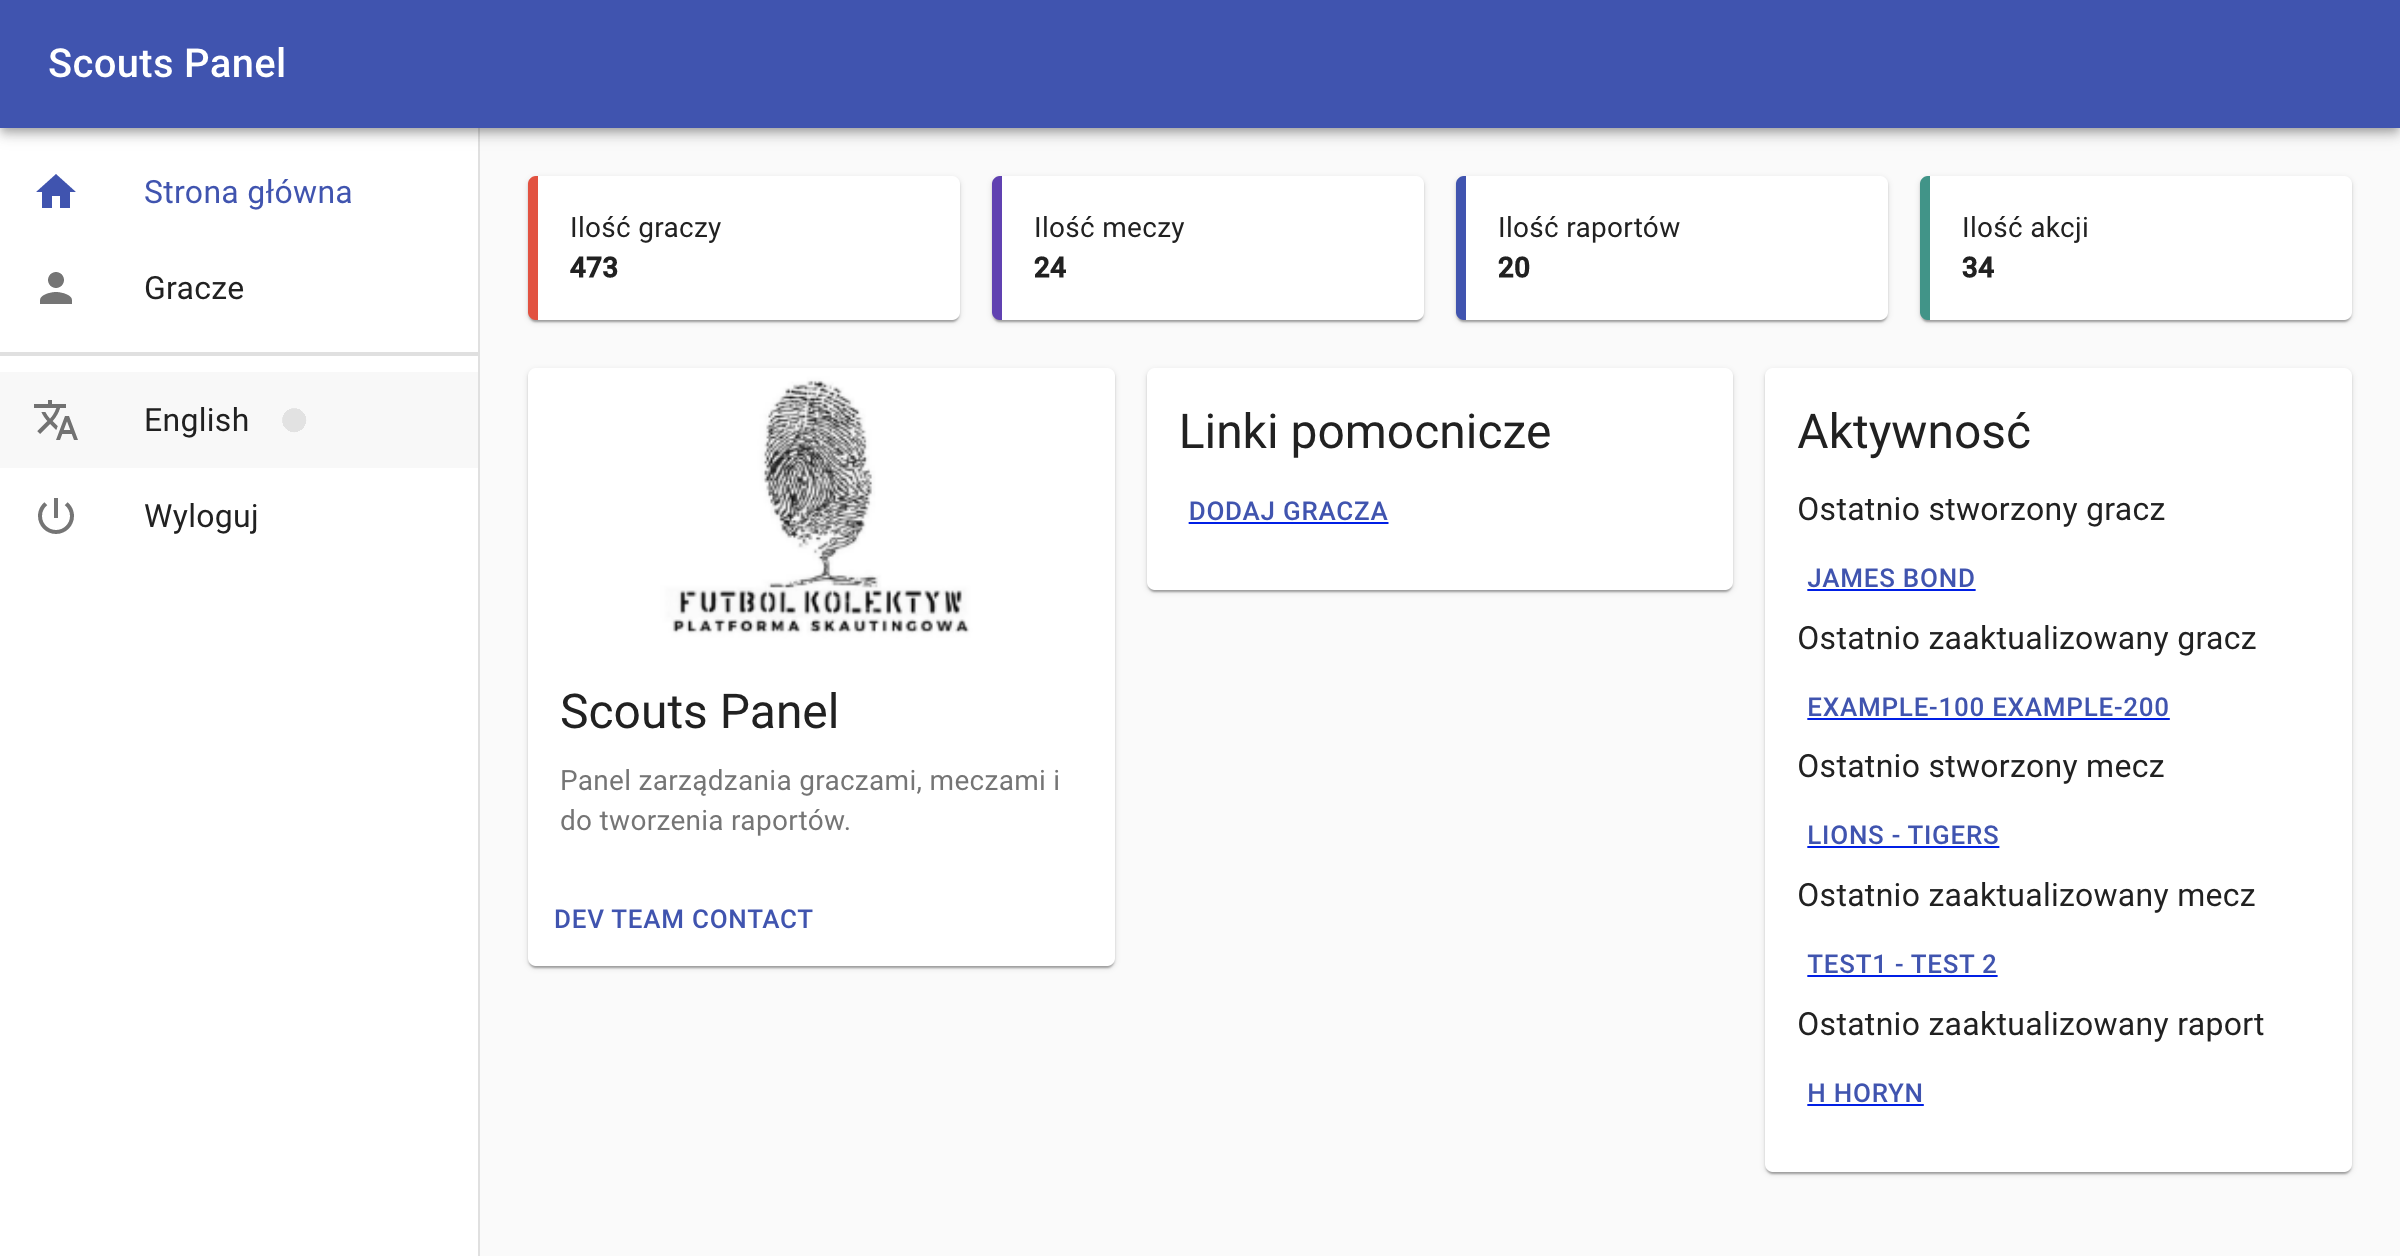 Scouts Panel
Strona główna
Gracze
English
Wyloguj
Ilość graczy
473
Ilość meczy
24
Ilość raportów
20
Ilość akcji
34
FUTBOL KOLEKTYW
PLATFORMA SKAUTINGOWA
Scouts Panel
Panel zarządzania graczami, meczami i
do tworzenia raportów.
DEV TEAM CONTACT
Linki pomocnicze
DODAJ GRACZA
Aktywnosć
Ostatnio stworzony gracz
JAMES BOND
Ostatnio zaaktualizowany gracz
EXAMPLE-100 EXAMPLE-200
Ostatnio stworzony mecz
LIONS - TIGERS
Ostatnio zaaktualizowany mecz
TEST1 - TEST 2
Ostatnio zaaktualizowany raport
H HORYN